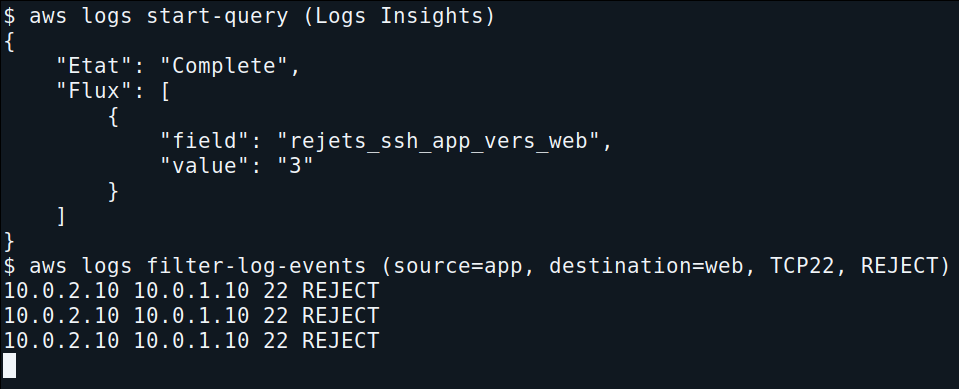 $ aws logs start-query (Logs Insights)
{
    "Etat": "Complete",
    "Flux": [
        {
            "field": "rejets_ssh_app_vers_web",
            "value": "3"
        }
    ]
}
$ aws logs filter-log-events (source=app, destination=web, TCP22, REJECT)
10.0.2.10 10.0.1.10 22 REJECT
10.0.2.10 10.0.1.10 22 REJECT
10.0.2.10 10.0.1.10 22 REJECT